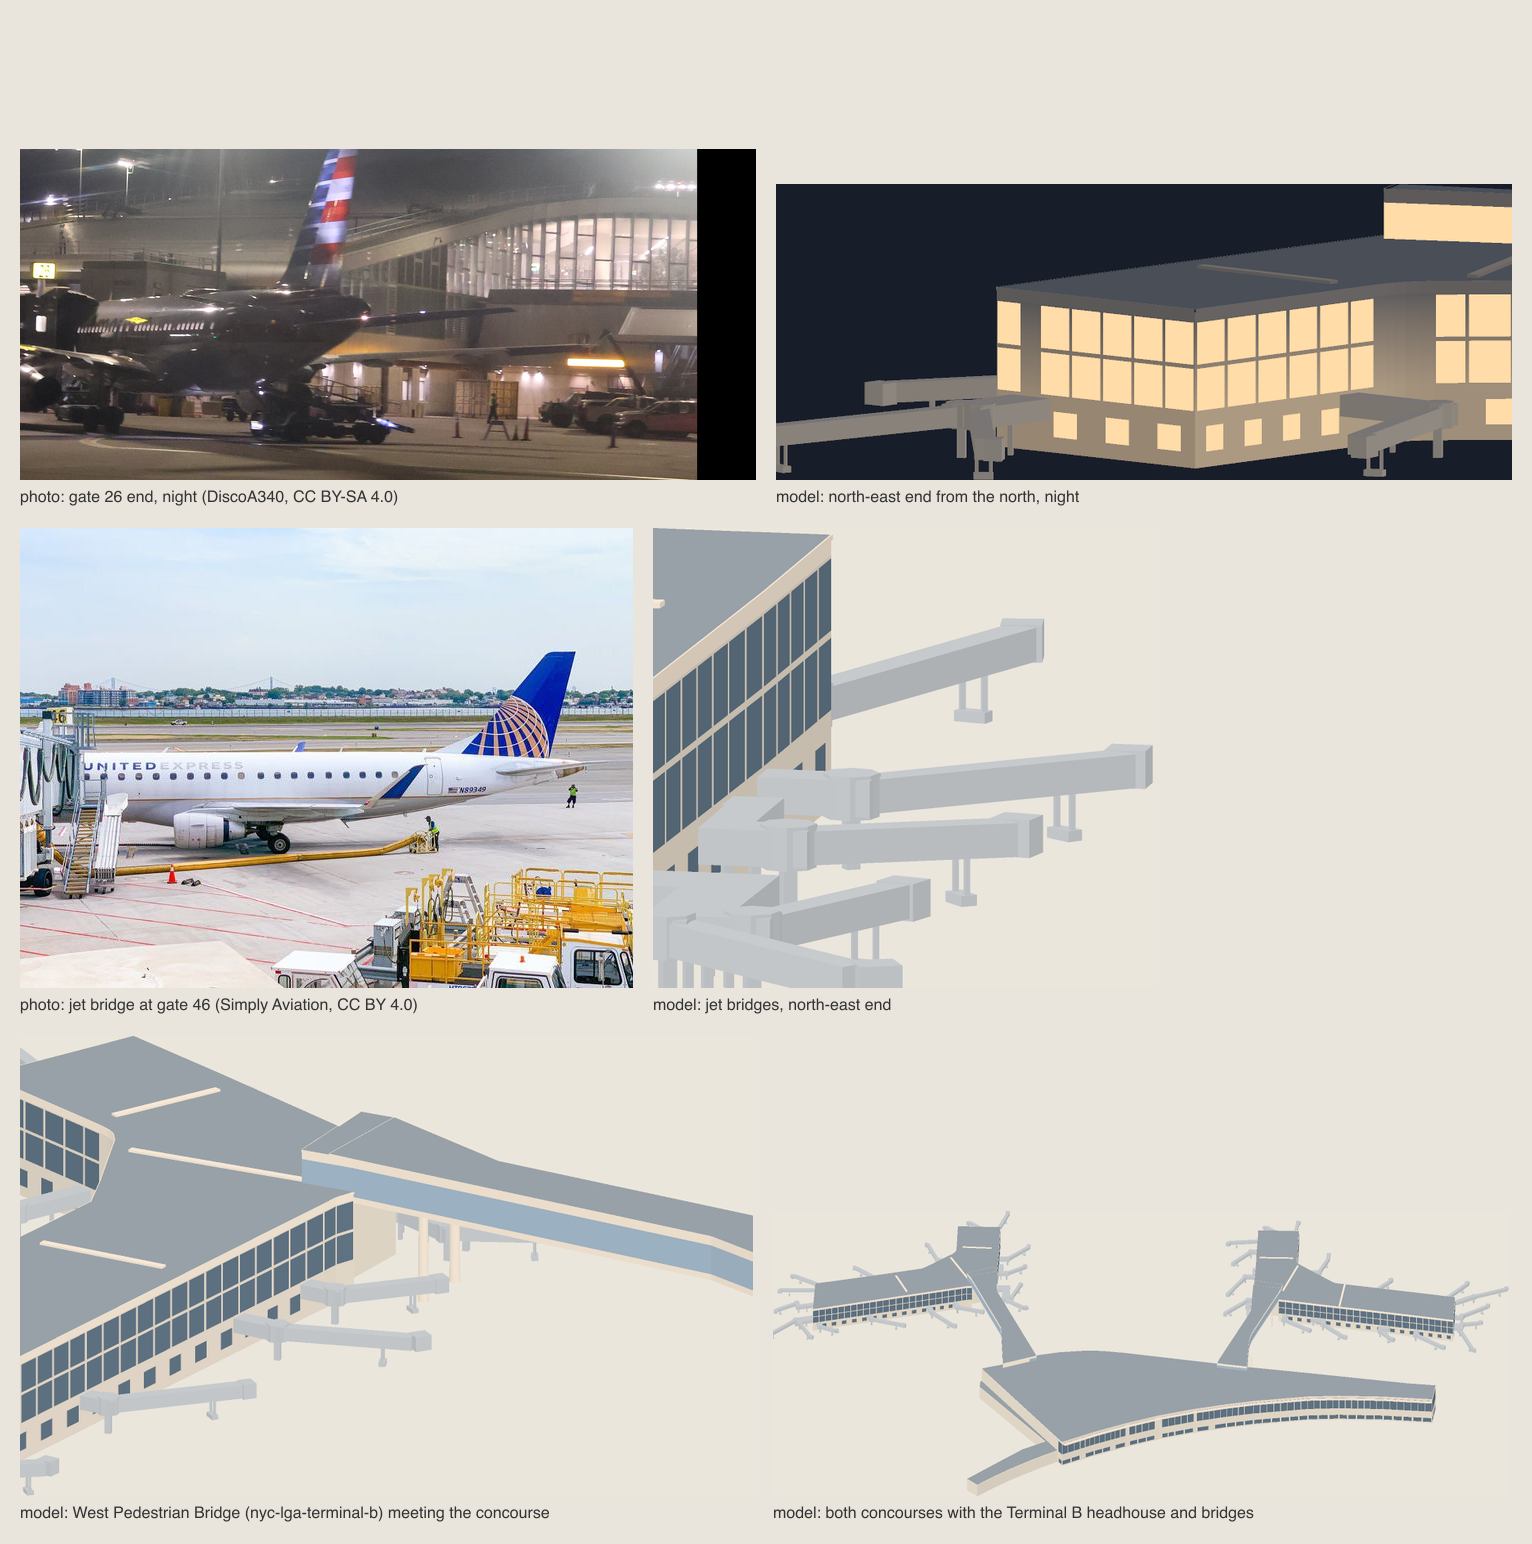 photo: gate 26 end, night (DiscoA340, CC BY-SA 4.0)
model: north-east end from the north, night
46
UNITED EXPRESS
N89349
photo: jet bridge at gate 46 (Simply Aviation, CC BY 4.0)
model: jet bridges, north-east end
model: West Pedestrian Bridge (nyc-lga-terminal-b) meeting the concourse
model: both concourses with the Terminal B headhouse and bridges